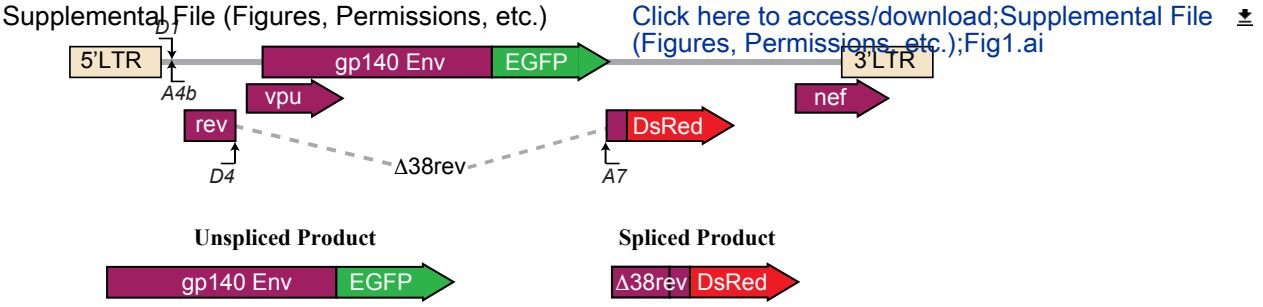 Supplemental File (Figures, Permissions, etc.)
Click here to access/download;Supplemental File
(Figures, Permissions, etc.);Fig1.ai
D1
5'LTR
gp140 Env
EGFP
3'LTR
A4b
vpu
nef
rev
DsRed
D4
Δ38rev
A7
Unspliced Product
Spliced Product
gp140 Env
EGFP
Δ38rev
DsRed